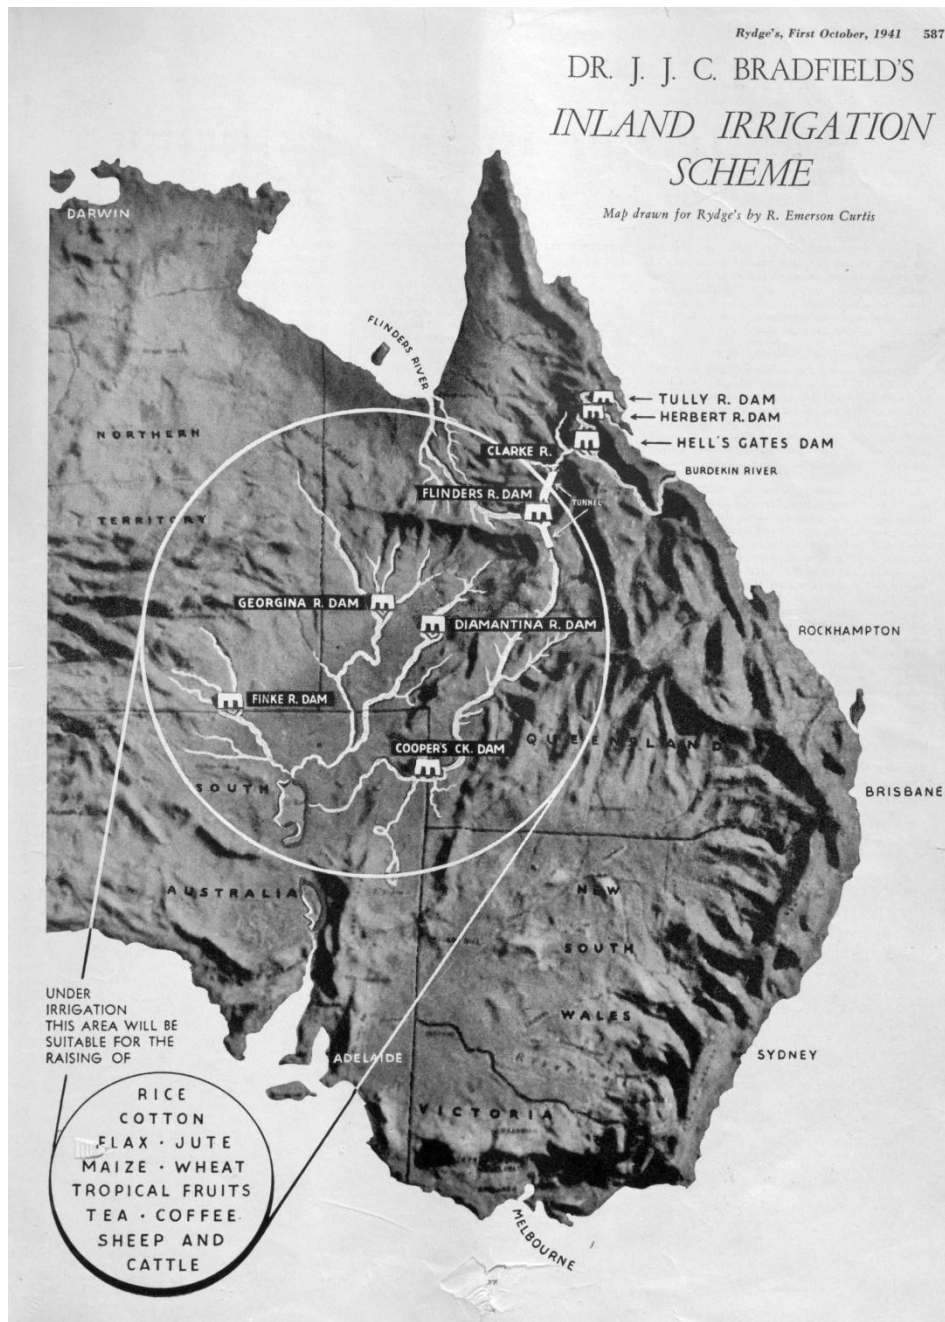 Rydge's, First October, 1941 587
DR. J. J. C. BRADFIELD'S
INLAND IRRIGATION
SCHEME
Map drawn for Rydge's by R. Emerson Curtis
DARWIN
FLINDERS RIVER
TULLY R. DAM
HERBERT R. DAM
HELL'S GATES DAM
BURDEKIN RIVER
NORTHERN
CLARKE R.
FLINDERS R. DAM
TUNNEL
TERRITORY
GEORGINA R. DAM
DIAMANTINA R. DAM
ROCKHAMPTON
FINKE R. DAM
QUEENSLAND
COOPER'S CK. DAM
SOUTH
BRISBANE
AUSTRALIA
NEW
SOUTH
WALES
UNDER
IRRIGATION
THIS AREA WILL BE
SUITABLE FOR THE
RAISING OF
ADELAIDE
SYDNEY
VICTORIA
RICE
COTTON
FLAX · JUTE
MAIZE · WHEAT
TROPICAL FRUITS
TEA · COFFEE
SHEEP AND
CATTLE
MELBOURNE